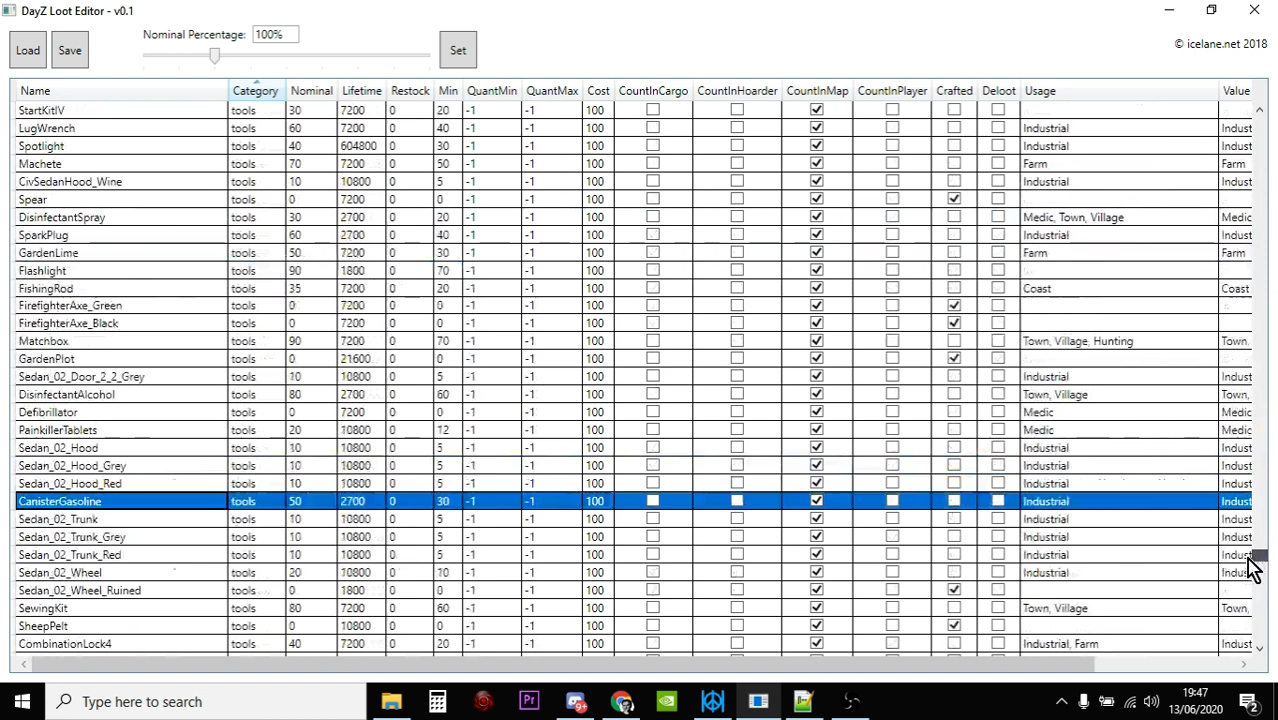 DayZ Loot Editor - v0.1
Load Save Nominal Percentage: 100% Set © icelane.net 2018
Name Category Nominal Lifetime Restock Min QuantMin QuantMax Cost CountInCargo CountInHoarder CountInMap CountInPlayer Crafted Deloot Usage Value
StartKitIV tools 30 7200 0 20 -1 -1 100
LugWrench tools 60 7200 0 40 -1 -1 100 Industrial Indust
Spotlight tools 40 604800 0 30 -1 -1 100 Industrial Indust
Machete tools 70 7200 0 50 -1 -1 100 Farm Farm
CivSedanHood_Wine tools 10 10800 0 5 -1 -1 100 Industrial Indust
Spear tools 0 7200 0 0 -1 -1 100
DisinfectantSpray tools 30 2700 0 20 -1 -1 100 Medic, Town, Village Medic
SparkPlug tools 60 2700 0 40 -1 -1 100 Industrial Indust
GardenLime tools 50 7200 0 30 -1 -1 100 Farm Farm
Flashlight tools 90 1800 0 70 -1 -1 100
FishingRod tools 35 7200 0 20 -1 -1 100 Coast Coast
FirefighterAxe_Green tools 0 7200 0 0 -1 -1 100
FirefighterAxe_Black tools 0 7200 0 0 -1 -1 100
Matchbox tools 90 7200 0 70 -1 -1 100 Town, Village, Hunting Town,
GardenPlot tools 0 21600 0 0 -1 -1 100
Sedan_02_Door_2_2_Grey tools 10 10800 0 5 -1 -1 100 Industrial Indust
DisinfectantAlcohol tools 80 2700 0 60 -1 -1 100 Town, Village Town,
Defibrillator tools 0 7200 0 0 -1 -1 100 Medic Medic
PainkillerTablets tools 20 10800 0 12 -1 -1 100 Medic Medic
Sedan_02_Hood tools 10 10800 0 5 -1 -1 100 Industrial Indust
Sedan_02_Hood_Grey tools 10 10800 0 5 -1 -1 100 Industrial Indust
Sedan_02_Hood_Red tools 10 10800 0 5 -1 -1 100 Industrial Indust
CanisterGasoline tools 50 2700 0 30 -1 -1 100 Industrial Indust
Sedan_02_Trunk tools 10 10800 0 5 -1 -1 100 Industrial Indust
Sedan_02_Trunk_Grey tools 10 10800 0 5 -1 -1 100 Industrial Indust
Sedan_02_Trunk_Red tools 10 10800 0 5 -1 -1 100 Industrial Indust
Sedan_02_Wheel tools 20 10800 0 10 -1 -1 100 Industrial Indus
Sedan_02_Wheel_Ruined tools 0 1800 0 0 -1 -1 100
SewingKit tools 80 7200 0 60 -1 -1 100 Town, Village Town,
SheepPelt tools 0 10800 0 0 -1 -1 100
CombinationLock4 tools 40 7200 0 20 -1 -1 100 Industrial, Farm Indust
Type here to search 19:47
13/06/2020